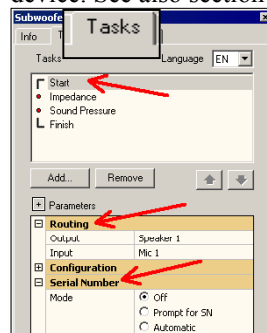 device. See also section
Subwoofe
Info T
Tasks
Tasks Language EN
Start
Impedance
Sound Pressure
Finish
Add... Remove
Parameters
Routing
Output Speaker 1
Input Mic 1
Configuration
Serial Number
Mode Off
Prompt for SN
Automatic